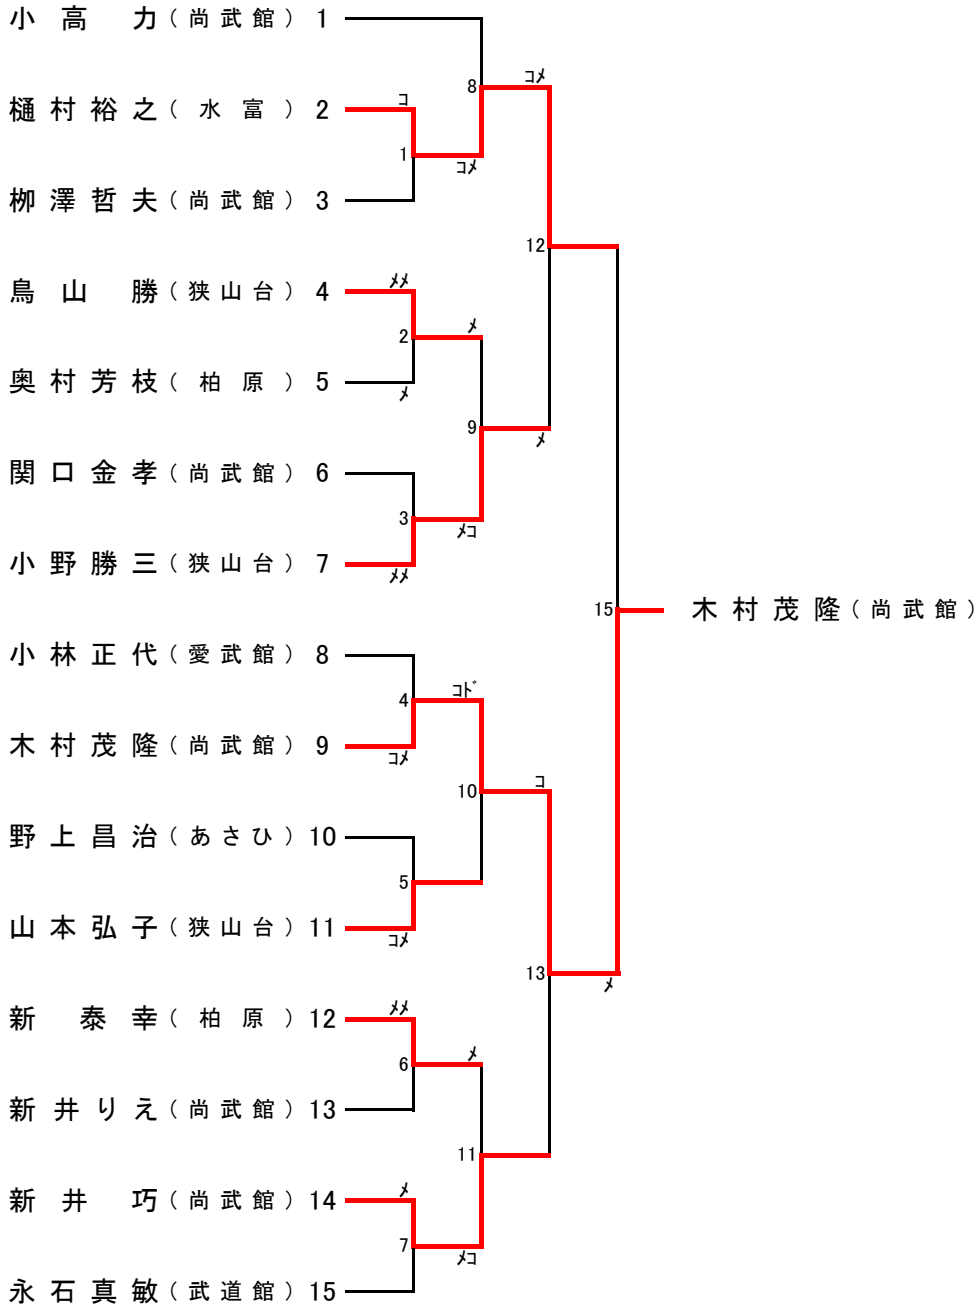 小高力（尚武館）1
8 コメ
樋村裕之（水富）2 コ
1 コメ
栁澤哲夫（尚武館）3
12
鳥山勝（狭山台）4 メメ
2 メ
奥村芳枝（柏原）5 メ
9 メ
関口金孝（尚武館）6
3 メコ
小野勝三（狭山台）7 メメ
15 木村茂隆（尚武館）
小林正代（愛武館）8
4 コド
木村茂隆（尚武館）9 コメ
10 コ
野上昌治（あさひ）10
5
山本弘子（狭山台）11 コメ
13 メ
新泰幸（柏原）12 メメ
6 メ
新井りえ（尚武館）13
11
新井巧（尚武館）14 メ
7 メコ
永石真敏（武道館）15